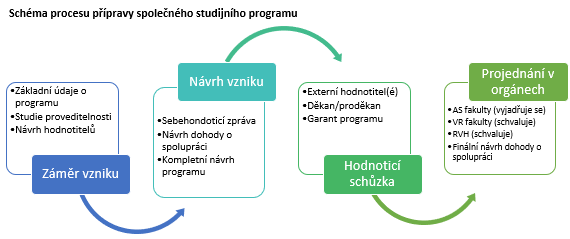 Schéma procesu přípravy společného studijního programu
•Základní údaje o
programu
•Studie proveditelnosti
•Návrh hodnotitelů
Záměr vzniku
Návrh vzniku
•Sebehondoticí zpráva
•Návrh dohody o
spolupráci
•Kompletní návrh
programu
•Externí hodnotitel(é)
•Děkan/proděkan
•Garant programu
Hodnoticí
schůzka
Projednání v
orgánech
•AS fakulty (vyjadřuje se)
•VR fakulty (schvaluje)
•RVH (schvaluje)
•Finální návrh dohody o
spolupráci